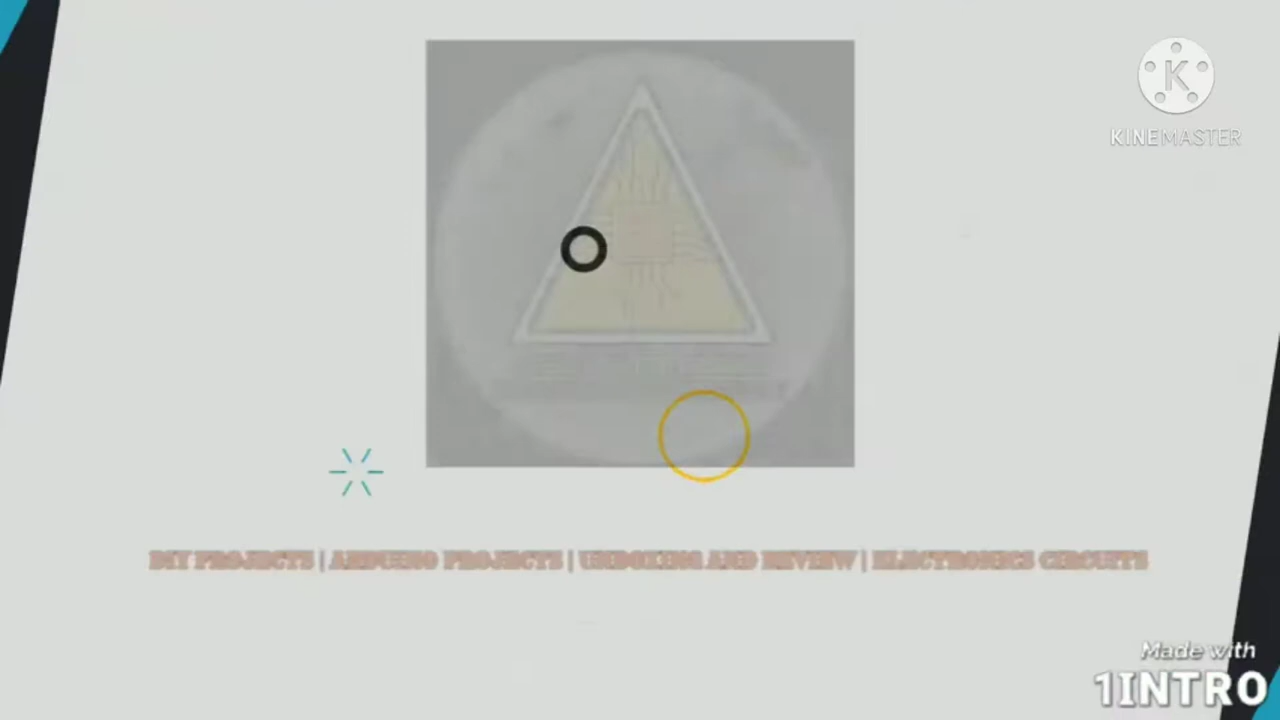 KINEMASTER
DIY PROJECTS | ARDUINO PROJECTS | UNBOXING AND REVIEW | ELECTRONICS CIRCUITS
Made with
1INTRO